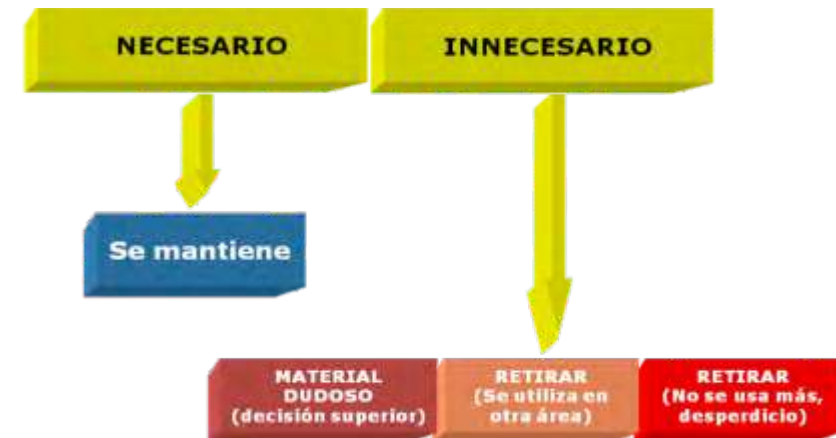 NECESARIO
INNECESARIO
Se mantiene
MATERIAL
DUDOSO
(decisión superior)
RETIRAR
(Se utiliza en
otra área)
RETIRAR
(No se usa más,
desperdicio)